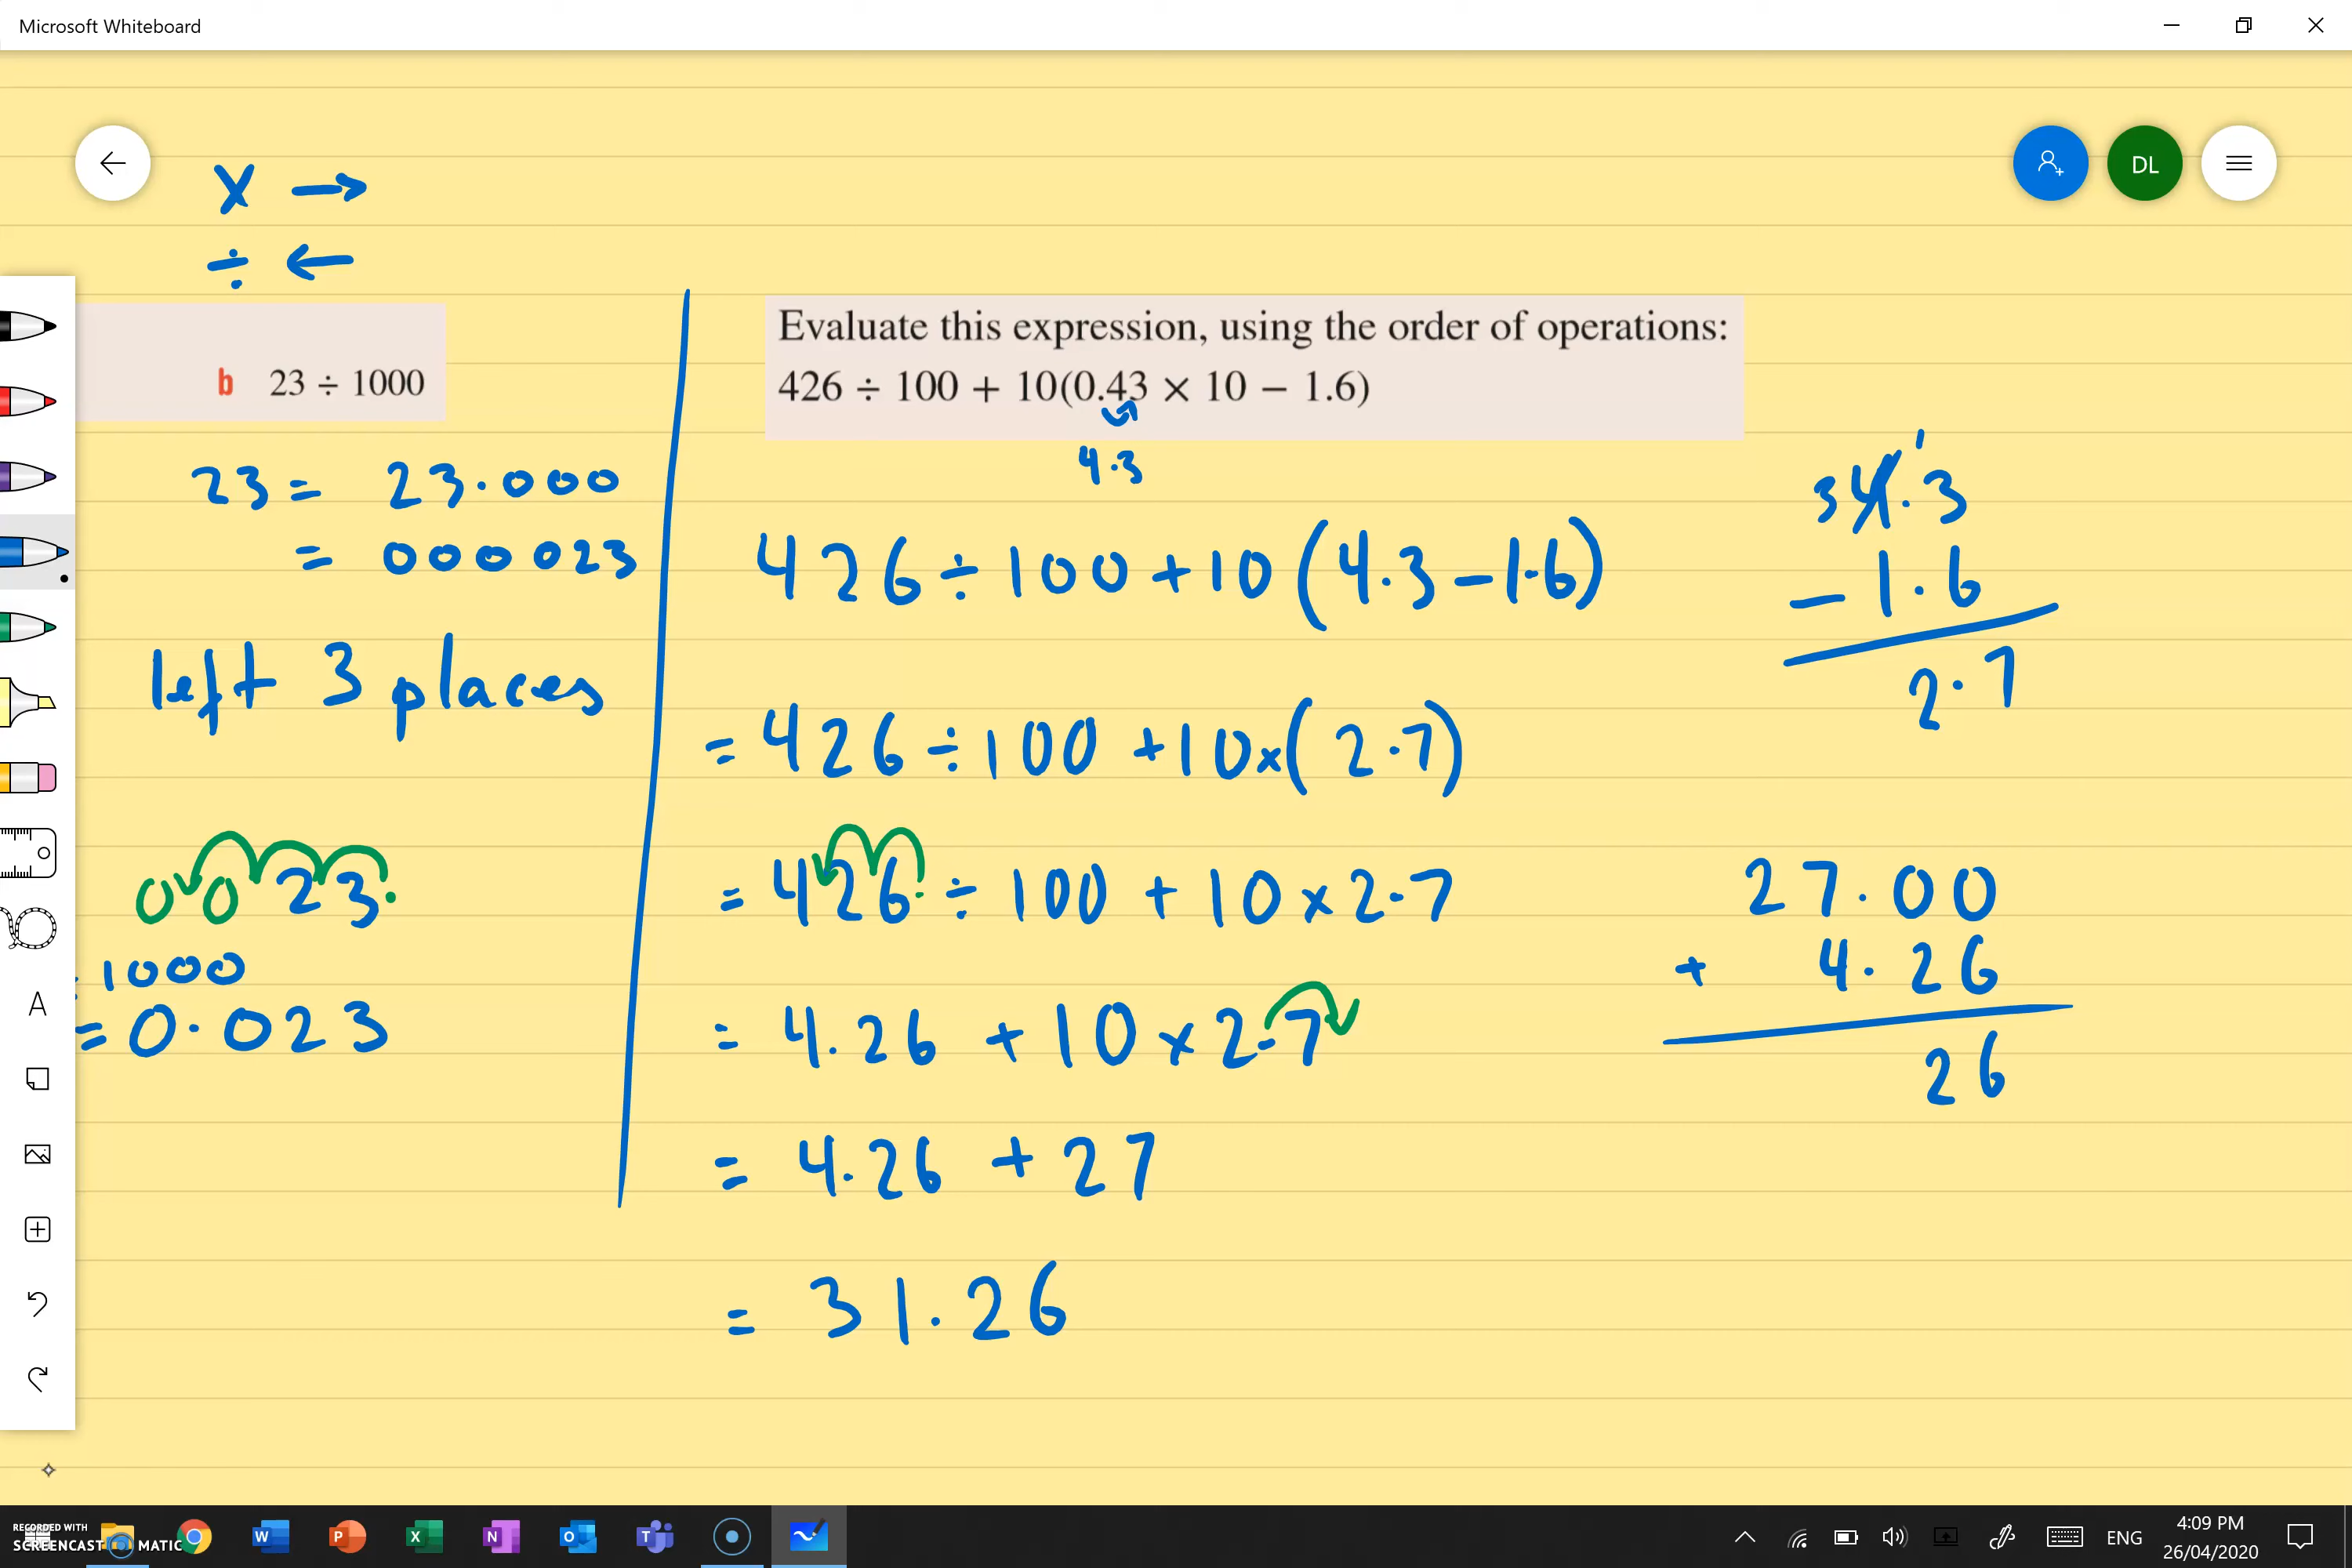 Microsoft Whiteboard
DL
X →
÷ ←
b 23 ÷ 1000
23 = 23.000
= 000023
left 3 places
0023.
÷1000
= 0.023
Evaluate this expression, using the order of operations:
426 ÷ 100 + 10(0.43 × 10 − 1.6)
4.3
426 ÷ 100 + 10 (4.3 − 1.6)
= 426 ÷ 100 + 10 × (2.7)
= 426. ÷ 100 + 10 × 2.7
= 4.26 + 10 × 2.7
= 4.26 + 27
= 31.26
1
3 4.3
− 1.6
2.7
27.00
+ 4.26
26
A
RECORDED WITH
SCREENCAST MATIC
W P X N O T
ENG
4:09 PM
26/04/2020